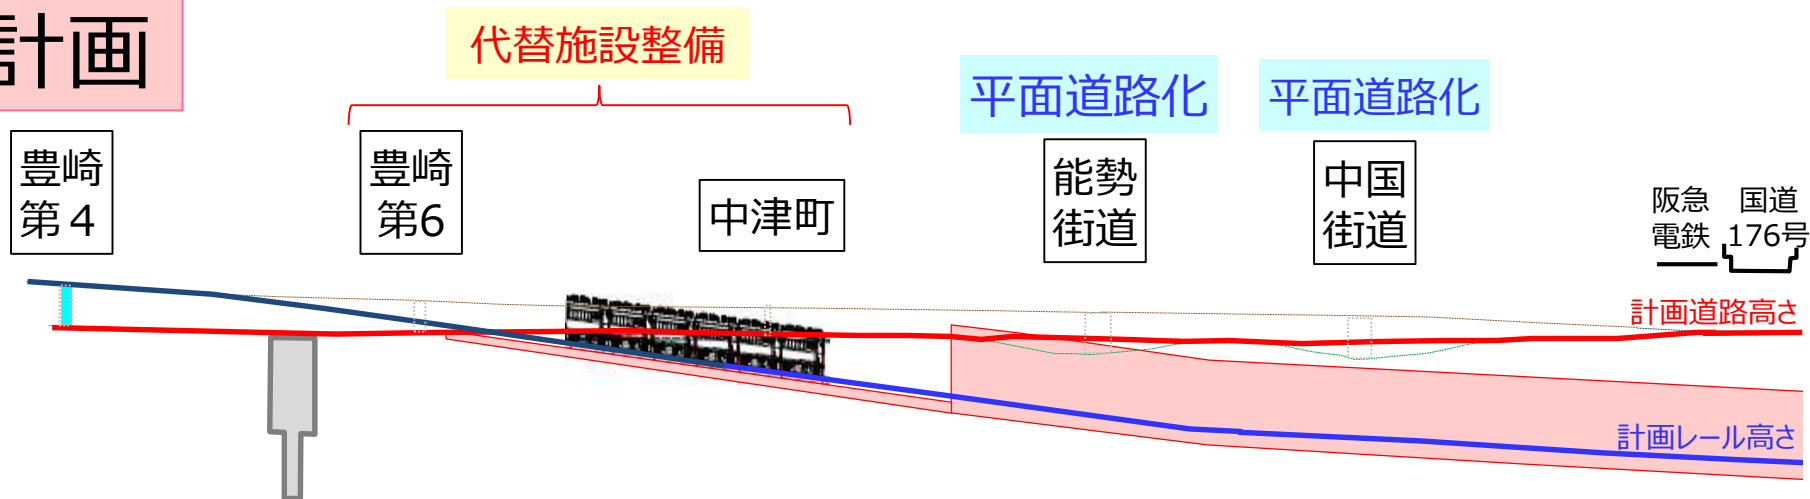 計画
代替施設整備
平面道路化
平面道路化
豊崎
第４
豊崎
第6
中津町
能勢
街道
中国
街道
阪急
電鉄
国道
176号
計画道路高さ
計画レール高さ